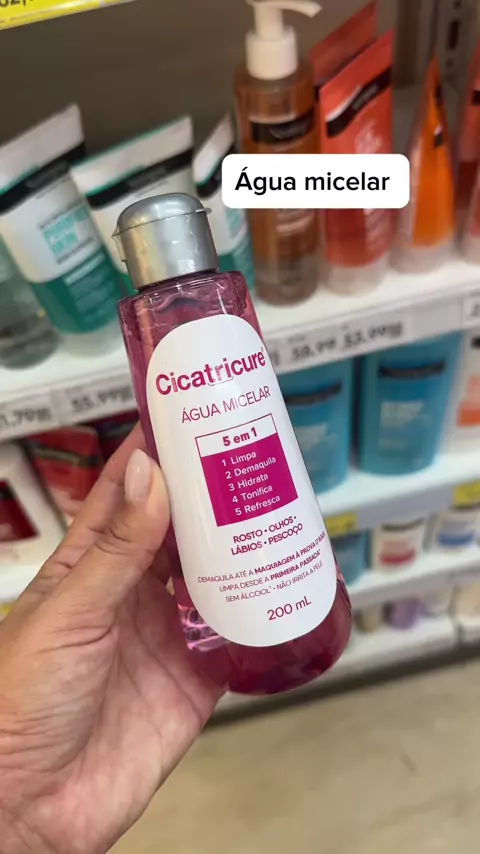 Água micelar
Cicatricure
ÁGUA MICELAR
5 em 1
1 Limpa
2 Demaquila
3 Hidrata
4 Tonifica
5 Refresca
ROSTO • OLHOS •
LÁBIOS • PESCOÇO
DEMAQUILA ATÉ A MAQUIAGEM À PROVA D'ÁGUA
LIMPA DESDE A PRIMEIRA PASSADA
SEM ÁLCOOL¹ - NÃO IRRITA A PELE
200 mL